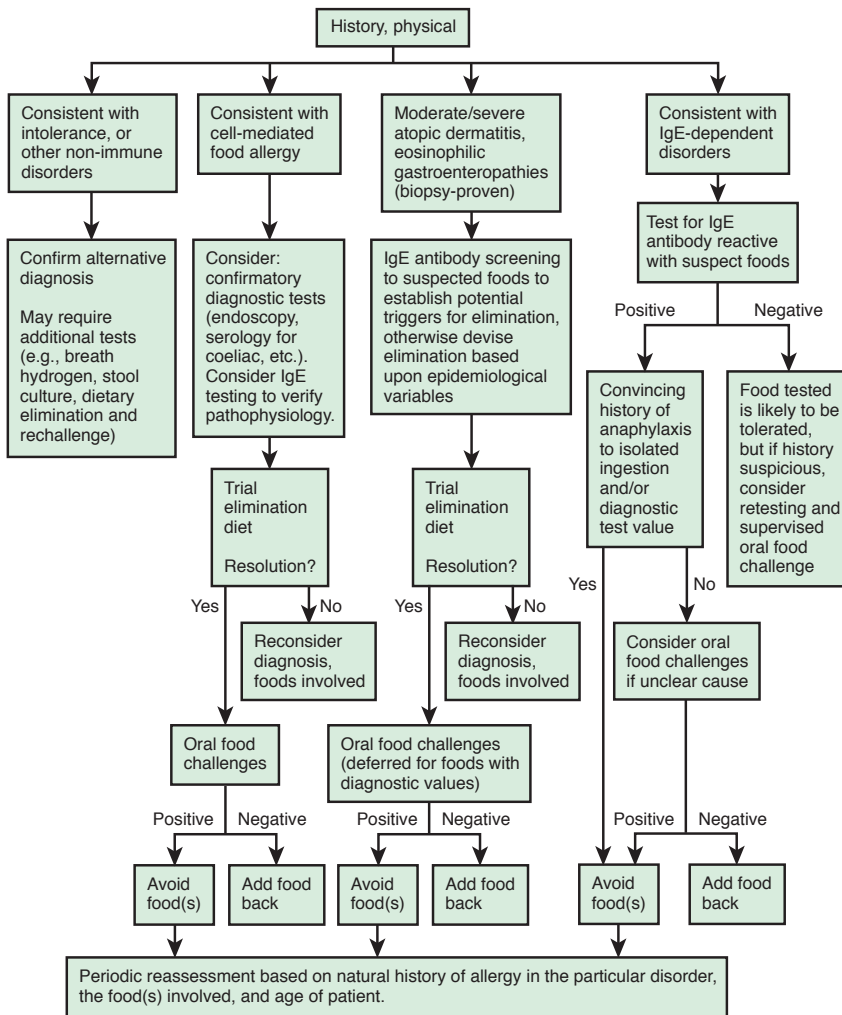 History, physical
Consistent with
intolerance, or
other non-immune
disorders
Consistent with
cell-mediated
food allergy
Moderate/severe
atopic dermatitis,
eosinophilic
gastroenteropathies
(biopsy-proven)
Consistent with
IgE-dependent
disorders
Confirm alternative
diagnosis
May require
additional tests
(e.g., breath
hydrogen, stool
culture, dietary
elimination and
rechallenge)
Consider:
confirmatory
diagnostic tests
(endoscopy,
serology for
coeliac, etc.).
Consider IgE
testing to verify
pathophysiology.
IgE antibody screening
to suspected foods to
establish potential
triggers for elimination,
otherwise devise
elimination based
upon epidemiological
variables
Test for IgE
antibody reactive
with suspect foods
Positive
Negative
Convincing
history of
anaphylaxis
to isolated
ingestion
and/or
diagnostic
test value
Food tested
is likely to be
tolerated,
but if history
suspicious,
consider
retesting and
supervised
oral food
challenge
Trial
elimination
diet
Resolution?
Trial
elimination
diet
Resolution?
Yes
No
Yes
No
Yes
No
Reconsider
diagnosis,
foods involved
Reconsider
diagnosis,
foods involved
Consider oral
food challenges
if unclear cause
Oral food
challenges
Oral food challenges
(deferred for foods with
diagnostic values)
Positive
Negative
Positive
Negative
Positive
Negative
Avoid
food(s)
Add food
back
Avoid
food(s)
Add food
back
Avoid
food(s)
Add food
back
Periodic reassessment based on natural history of allergy in the particular disorder,
the food(s) involved, and age of patient.